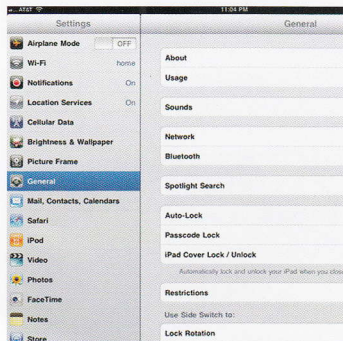 AT&T
11:04 PM
Settings
Airplane Mode OFF
Wi-Fi home
Notifications On
Location Services On
Cellular Data
Brightness & Wallpaper
Picture Frame
General
Mail, Contacts, Calendars
Safari
iPod
Video
Photos
FaceTime
Notes
Store
General
About
Usage
Sounds
Network
Bluetooth
Spotlight Search
Auto-Lock
Passcode Lock
iPad Cover Lock / Unlock
Automatically lock and unlock your iPad when you close
Restrictions
Use Side Switch to:
Lock Rotation